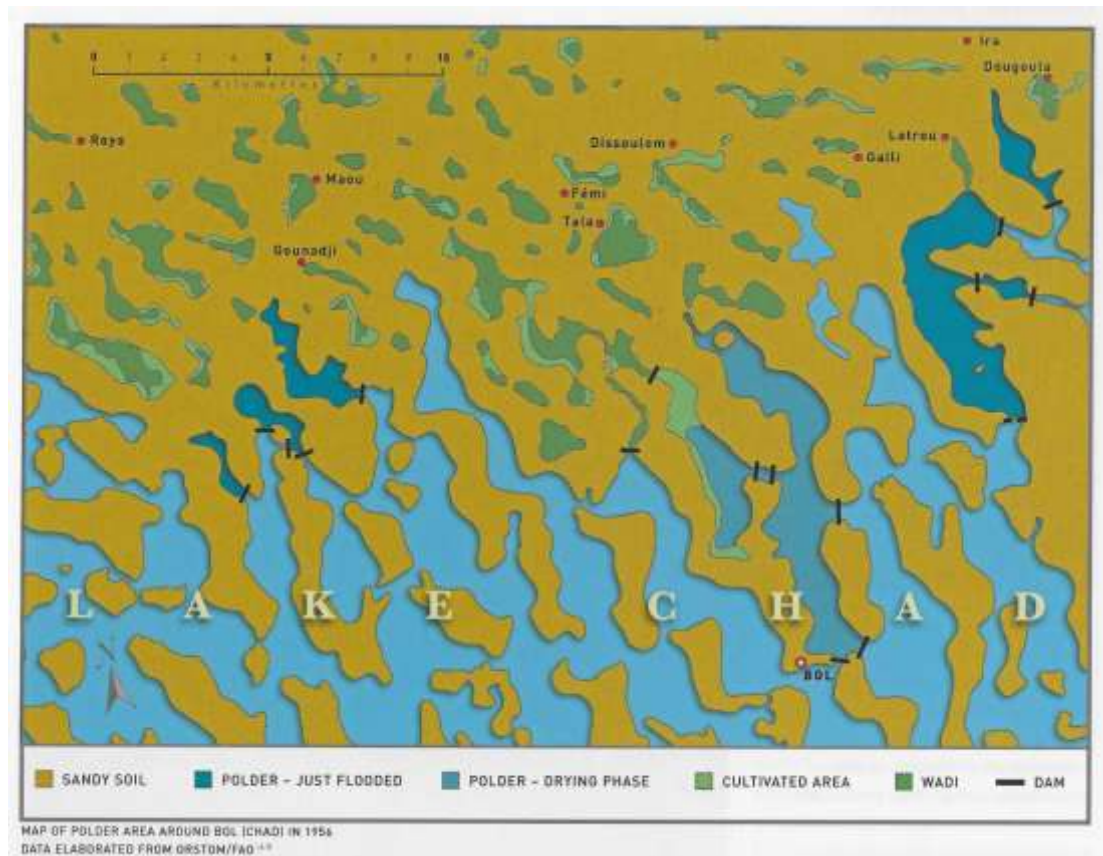 Ira
Dougoula
0 1 2 3 4 5 6 7 8 9 10
Kilometres
Latrou
Raya
Dissoulom
Galli
Maou
Fémi
Tala
Gounadji
L A K E C H A D
BOL
SANDY SOIL
POLDER – JUST FLODDED
POLDER – DRYING PHASE
CULTIVATED AREA
WADI
DAM
MAP OF POLDER AREA AROUND BOL (CHAD) IN 1956
DATA ELABORATED FROM ORSTOM/FAO